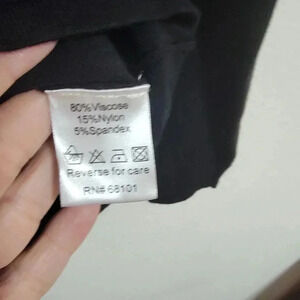 80%Viscose
15%Nylon
5%Spandex
Reverse for care
RN# 68101